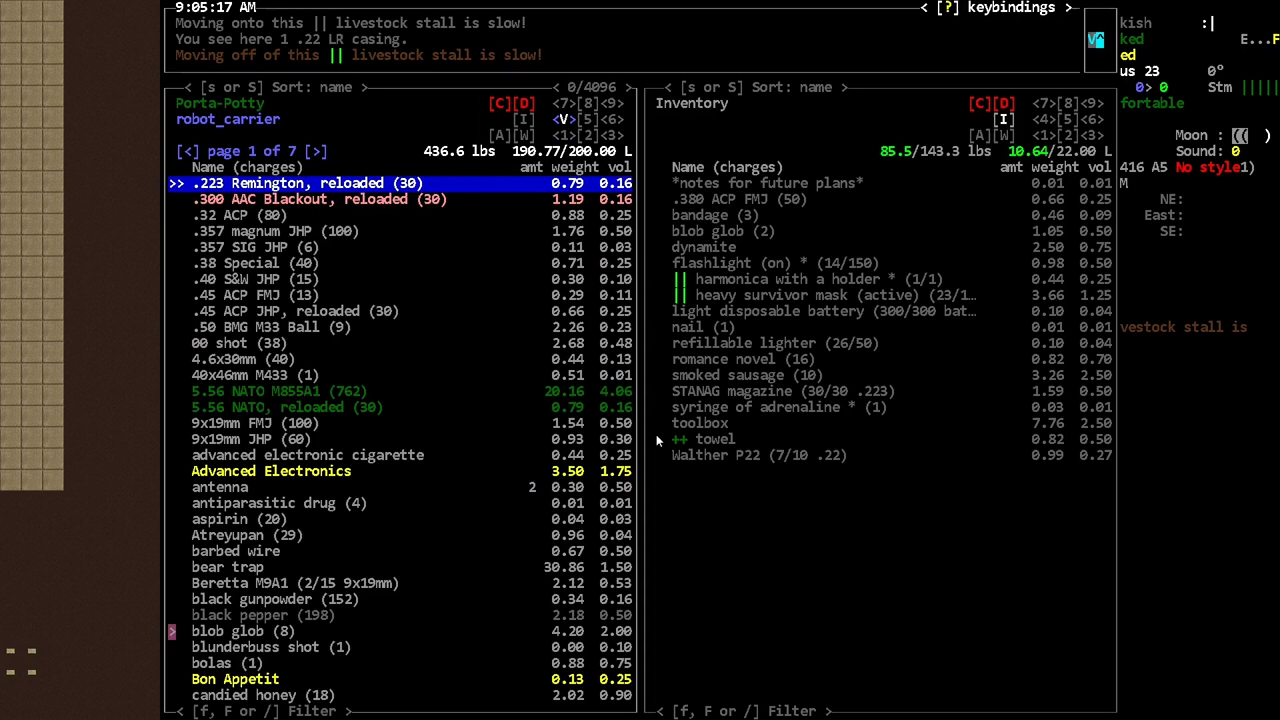 9:05:17 AM
< [?] keybindings >
Moving onto this || livestock stall is slow!
You see here 1 .22 LR casing.
Moving off of this || livestock stall is slow!
V^
kish :|
ked E...F
ed
us 23 0°
0> 0 Stm |||||
fortable
Moon : (( )
Sound: 0
416 A5 No style1)
M
NE:
East:
SE:
vestock stall is
< [s or S] Sort: name > 0/4096
Porta-Potty [C][D] <7>[8]<9>
robot_carrier [I] <V>[5]<6>
[A][W] <1>[2]<3>
[<] page 1 of 7 [>] 436.6 lbs 190.77/200.00 L
Name (charges) amt weight vol
>> .223 Remington, reloaded (30) 0.79 0.16
.300 AAC Blackout, reloaded (30) 1.19 0.16
.32 ACP (80) 0.88 0.25
.357 magnum JHP (100) 1.76 0.50
.357 SIG JHP (6) 0.11 0.03
.38 Special (40) 0.71 0.25
.40 S&W JHP (15) 0.30 0.10
.45 ACP FMJ (13) 0.29 0.11
.45 ACP JHP, reloaded (30) 0.66 0.25
.50 BMG M33 Ball (9) 2.26 0.23
00 shot (38) 2.68 0.48
4.6x30mm (40) 0.44 0.13
40x46mm M433 (1) 0.51 0.01
5.56 NATO M855A1 (762) 20.16 4.06
5.56 NATO, reloaded (30) 0.79 0.16
9x19mm FMJ (100) 1.54 0.50
9x19mm JHP (60) 0.93 0.30
advanced electronic cigarette 0.44 0.25
Advanced Electronics 3.50 1.75
antenna 2 0.30 0.50
antiparasitic drug (4) 0.01 0.01
aspirin (20) 0.04 0.03
Atreyupan (29) 0.96 0.04
barbed wire 0.67 0.50
bear trap 30.86 1.50
Beretta M9A1 (2/15 9x19mm) 2.12 0.53
black gunpowder (152) 0.34 0.16
black pepper (198) 2.18 0.50
> blob glob (8) 4.20 2.00
blunderbuss shot (1) 0.00 0.10
bolas (1) 0.88 0.75
Bon Appetit 0.13 0.25
candied honey (18) 2.02 0.90
< [f, F or /] Filter >
< [s or S] Sort: name >
Inventory [C][D] <7>[8]<9>
[I] <4>[5]<6>
[A][W] <1>[2]<3>
85.5/143.3 lbs 10.64/22.00 L
Name (charges) amt weight vol
*notes for future plans* 0.01 0.01
.380 ACP FMJ (50) 0.66 0.25
bandage (3) 0.46 0.09
blob glob (2) 1.05 0.50
dynamite 2.50 0.75
flashlight (on) * (14/150) 0.98 0.50
|| harmonica with a holder * (1/1) 0.44 0.25
|| heavy survivor mask (active) (23/1… 3.66 1.25
light disposable battery (300/300 bat… 0.10 0.04
nail (1) 0.01 0.01
refillable lighter (26/50) 0.10 0.04
romance novel (16) 0.82 0.70
smoked sausage (10) 3.26 2.50
STANAG magazine (30/30 .223) 1.59 0.50
syringe of adrenaline * (1) 0.03 0.01
toolbox 7.76 2.50
++ towel 0.82 0.50
Walther P22 (7/10 .22) 0.99 0.27
< [f, F or /] Filter >